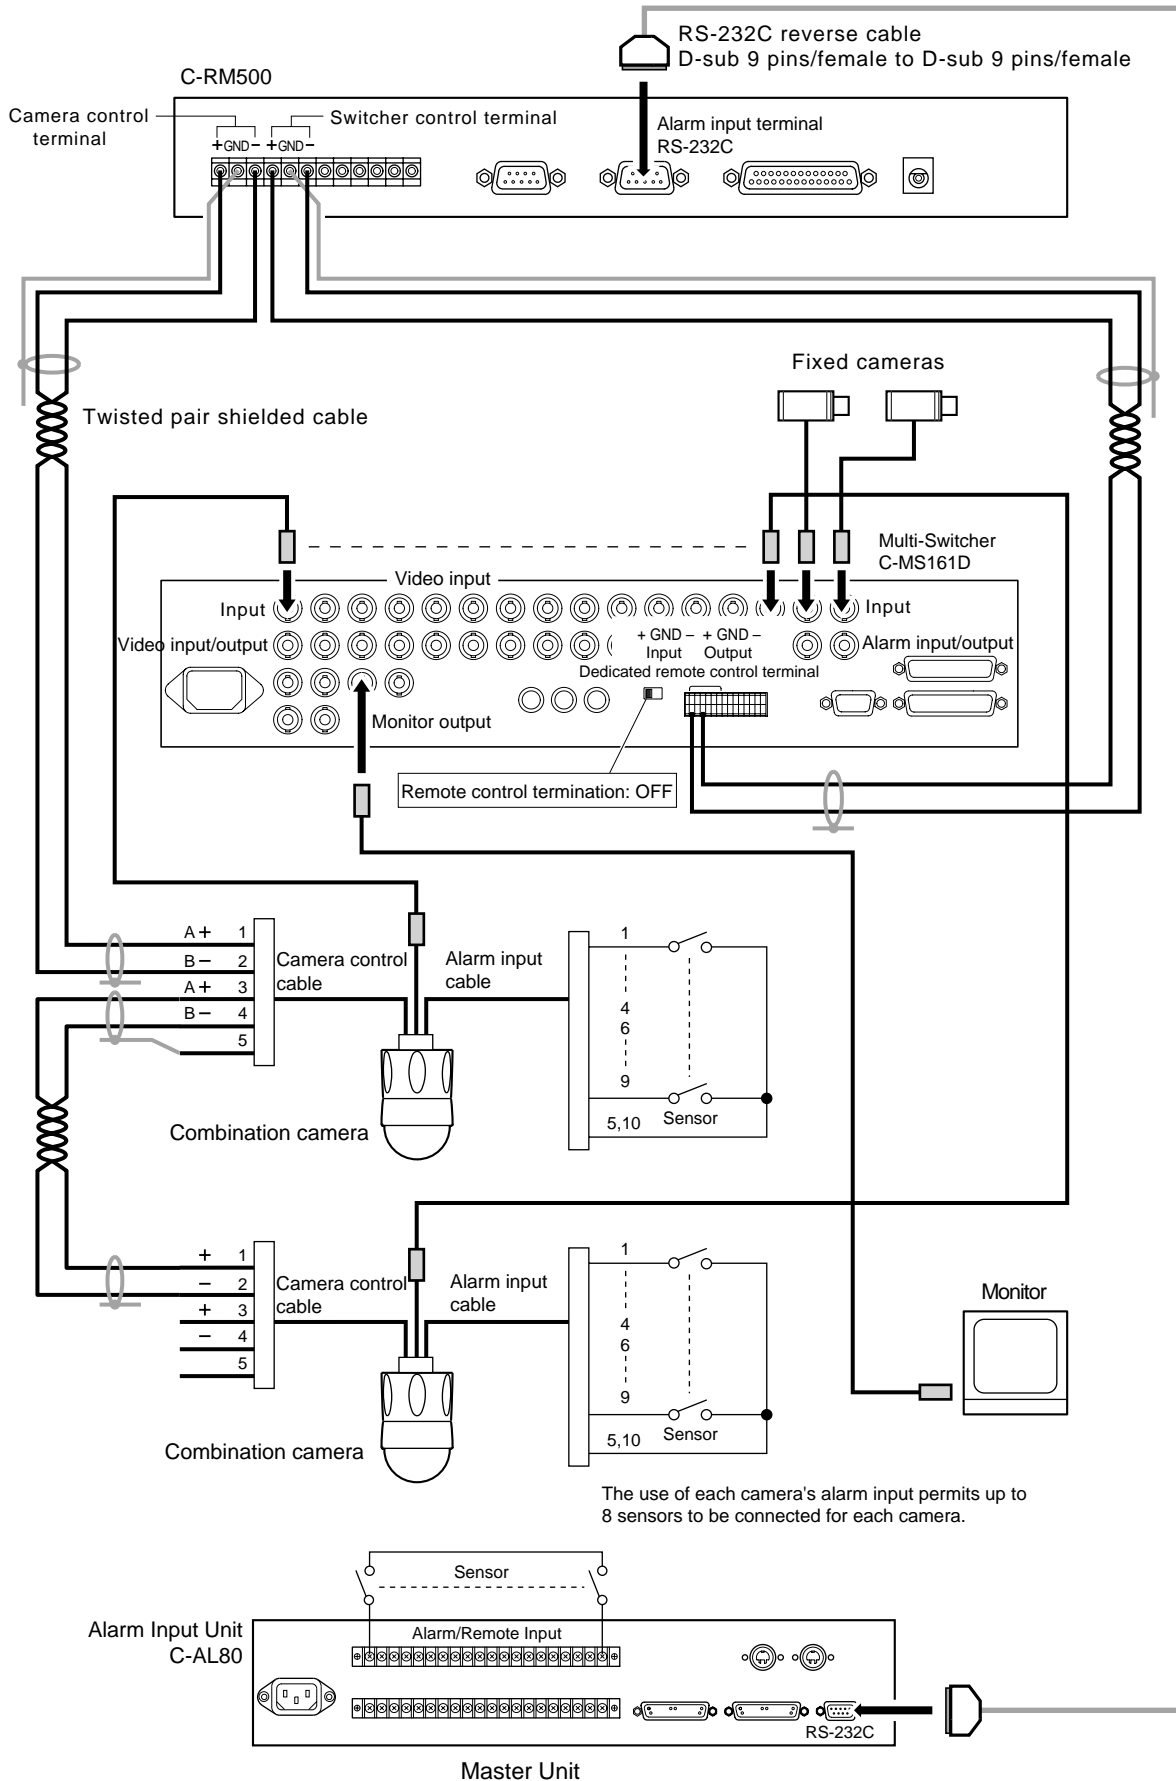 RS-232C reverse cable
D-sub 9 pins/female to D-sub 9 pins/female
C-RM500
Camera control
terminal
Switcher control terminal
+GND− +GND−
Alarm input terminal
RS-232C
Fixed cameras
Twisted pair shielded cable
Multi-Switcher
C-MS161D
Video input
Input
Input
Video input/output
+ GND − + GND −
Input Output
Alarm input/output
Dedicated remote control terminal
Monitor output
Remote control termination: OFF
A+ 1
B− 2
A+ 3
B− 4
5
Camera control
cable
Alarm input
cable
1
4
6
9
5,10
Sensor
Combination camera
+ 1
− 2
+ 3
− 4
5
Camera control
cable
Alarm input
cable
1
4
6
9
5,10
Sensor
Monitor
Combination camera
The use of each camera's alarm input permits up to
8 sensors to be connected for each camera.
Sensor
Alarm Input Unit
C-AL80
Alarm/Remote Input
RS-232C
Master Unit